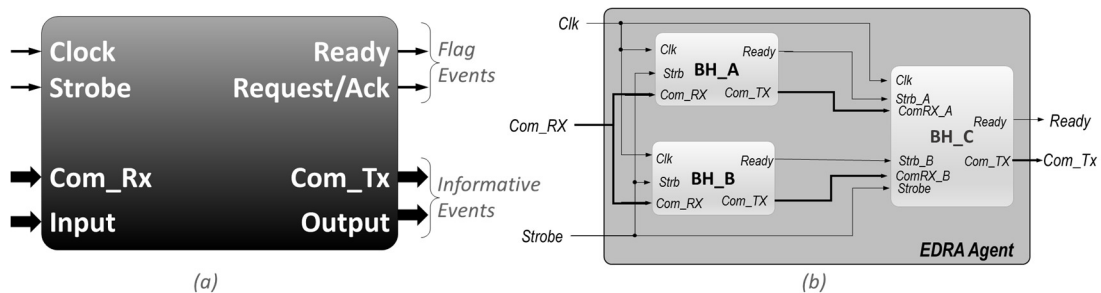 Clock
Ready
Strobe
Request/Ack
Com_Rx
Com_Tx
Input
Output
Flag
Events
Informative
Events
(a)
Clk
Clk
Ready
Strb
BH_A
Com_RX
Com_TX
Com_RX
Clk
Ready
Strb
BH_B
Com_RX
Com_TX
Strobe
Clk
Strb_A
ComRX_A
Ready
BH_C
Strb_B
Com_TX
ComRX_B
Strobe
Ready
Com_Tx
EDRA Agent
(b)